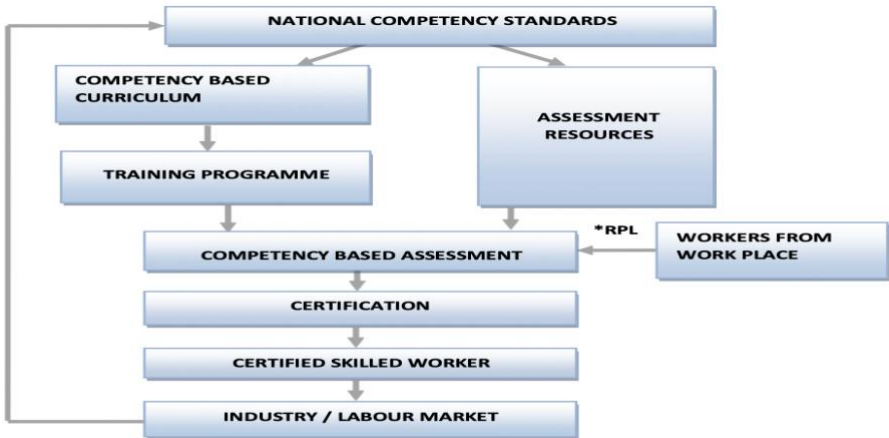 NATIONAL COMPETENCY STANDARDS
COMPETENCY BASED
CURRICULUM
ASSESSMENT
RESOURCES
TRAINING PROGRAMME
*RPL
WORKERS FROM
WORK PLACE
COMPETENCY BASED ASSESSMENT
CERTIFICATION
CERTIFIED SKILLED WORKER
INDUSTRY / LABOUR MARKET